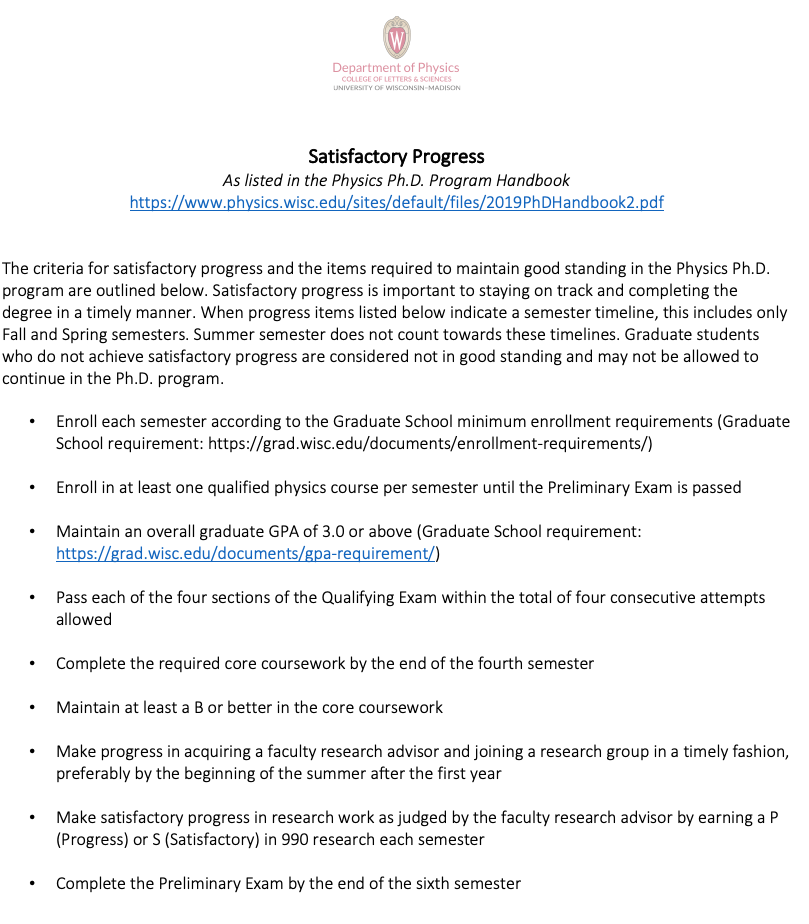 W
Department of Physics
COLLEGE OF LETTERS & SCIENCES
UNIVERSITY OF WISCONSIN–MADISON
Satisfactory Progress
As listed in the Physics Ph.D. Program Handbook
https://www.physics.wisc.edu/sites/default/files/2019PhDHandbook2.pdf
The criteria for satisfactory progress and the items required to maintain good standing in the Physics Ph.D.
program are outlined below. Satisfactory progress is important to staying on track and completing the
degree in a timely manner. When progress items listed below indicate a semester timeline, this includes only
Fall and Spring semesters. Summer semester does not count towards these timelines. Graduate students
who do not achieve satisfactory progress are considered not in good standing and may not be allowed to
continue in the Ph.D. program.
• Enroll each semester according to the Graduate School minimum enrollment requirements (Graduate
School requirement: https://grad.wisc.edu/documents/enrollment-requirements/)
• Enroll in at least one qualified physics course per semester until the Preliminary Exam is passed
• Maintain an overall graduate GPA of 3.0 or above (Graduate School requirement:
https://grad.wisc.edu/documents/gpa-requirement/)
• Pass each of the four sections of the Qualifying Exam within the total of four consecutive attempts
allowed
• Complete the required core coursework by the end of the fourth semester
• Maintain at least a B or better in the core coursework
• Make progress in acquiring a faculty research advisor and joining a research group in a timely fashion,
preferably by the beginning of the summer after the first year
• Make satisfactory progress in research work as judged by the faculty research advisor by earning a P
(Progress) or S (Satisfactory) in 990 research each semester
• Complete the Preliminary Exam by the end of the sixth semester